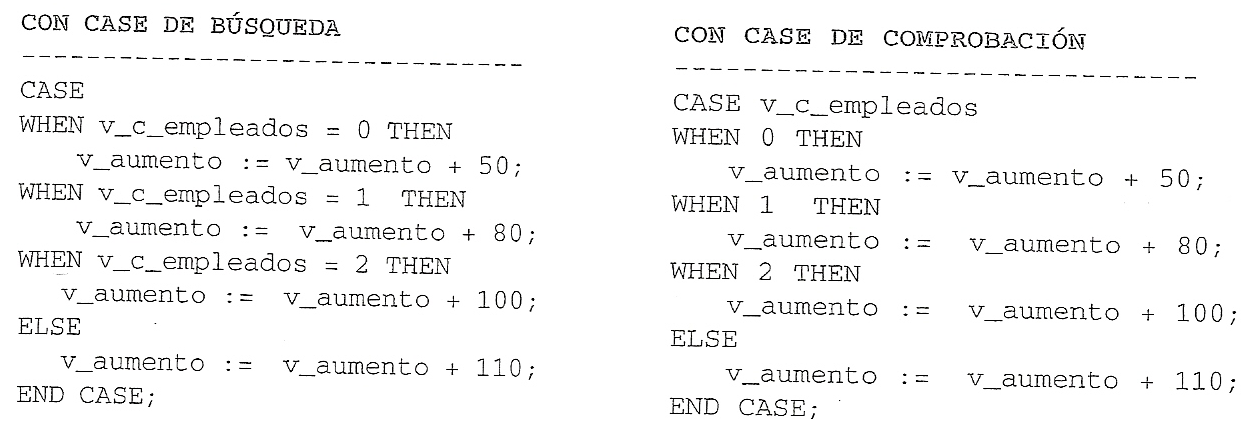 CON CASE DE BÚSQUEDA
------------------------------
CASE
WHEN v_c_empleados = 0 THEN
v_aumento := v_aumento + 50;
WHEN v_c_empleados = 1 THEN
v_aumento := v_aumento + 80;
WHEN v_c_empleados = 2 THEN
v_aumento := v_aumento + 100;
ELSE
v_aumento := v_aumento + 110;
END CASE;
CON CASE DE COMPROBACIÓN
-------------------------------
CASE v_c_empleados
WHEN 0 THEN
v_aumento := v_aumento + 50;
WHEN 1 THEN
v_aumento := v_aumento + 80;
WHEN 2 THEN
v_aumento := v_aumento + 100;
ELSE
v_aumento := v_aumento + 110;
END CASE;